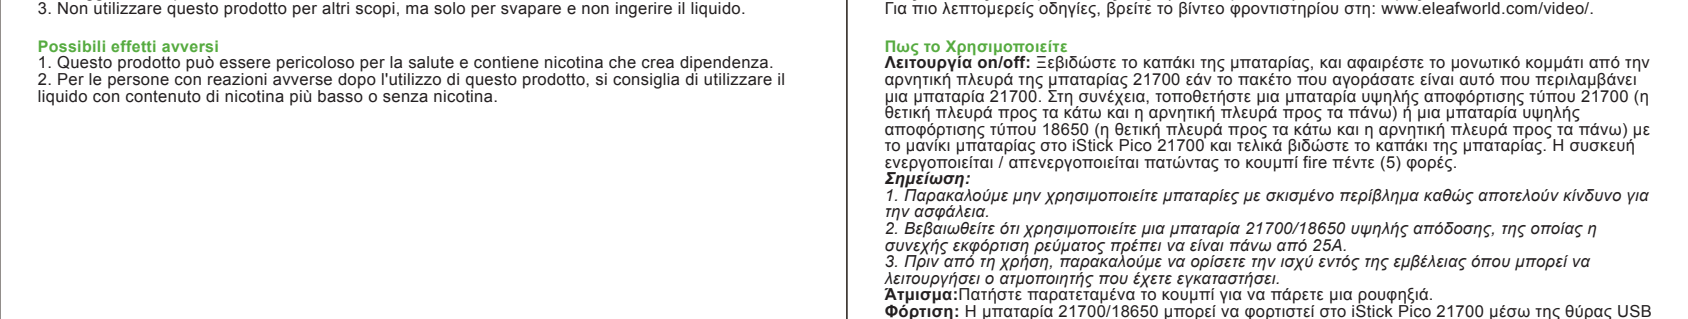 3. Non utilizzare questo prodotto per altri scopi, ma solo per svapare e non ingerire il liquido.
Possibili effetti avversi
1. Questo prodotto può essere pericoloso per la salute e contiene nicotina che crea dipendenza.
2. Per le persone con reazioni avverse dopo l'utilizzo di questo prodotto, si consiglia di utilizzare il
liquido con contenuto di nicotina più basso o senza nicotina.
Για πιο λεπτομερείς οδηγίες, βρείτε το βίντεο φροντιστηρίου στη: www.eleafworld.com/video/.
Πως το Χρησιμοποιείτε
Λειτουργία on/off: Ξεβιδώστε το καπάκι της μπαταρίας, και αφαιρέστε το μονωτικό κομμάτι από την
αρνητική πλευρά της μπαταρίας 21700 εάν το πακέτο που αγοράσατε είναι αυτό που περιλαμβάνει
μια μπαταρία 21700. Στη συνέχεια, τοποθετήστε μια μπαταρία υψηλής αποφόρτισης τύπου 21700 (η
θετική πλευρά προς τα κάτω και η αρνητική πλευρά προς τα πάνω) ή μια μπαταρία υψηλής
αποφόρτισης τύπου 18650 (η θετική πλευρά προς τα κάτω και η αρνητική πλευρά προς τα πάνω) με
το μανίκι μπαταρίας στο iStick Pico 21700 και τελικά βιδώστε το καπάκι της μπαταρίας. Η συσκευή
ενεργοποιείται / απενεργοποιείται πατώντας το κουμπί fire πέντε (5) φορές.
Σημείωση:
1. Παρακαλούμε μην χρησιμοποιείτε μπαταρίες με σκισμένο περίβλημα καθώς αποτελούν κίνδυνο για
την ασφάλεια.
2. Βεβαιωθείτε ότι χρησιμοποιείτε μια μπαταρία 21700/18650 υψηλής απόδοσης, της οποίας η
συνεχής εκφόρτιση ρεύματος πρέπει να είναι πάνω από 25A.
3. Πριν από τη χρήση, παρακαλούμε να ορίσετε την ισχύ εντός της εμβέλειας όπου μπορεί να
λειτουργήσει ο ατμοποιητής που έχετε εγκαταστήσει.
Άτμισμα:Πατήστε παρατεταμένα το κουμπί για να πάρετε μια ρουφηξιά.
Φόρτιση: Η μπαταρία 21700/18650 μπορεί να φορτιστεί στο iStick Pico 21700 μέσω της θύρας USB